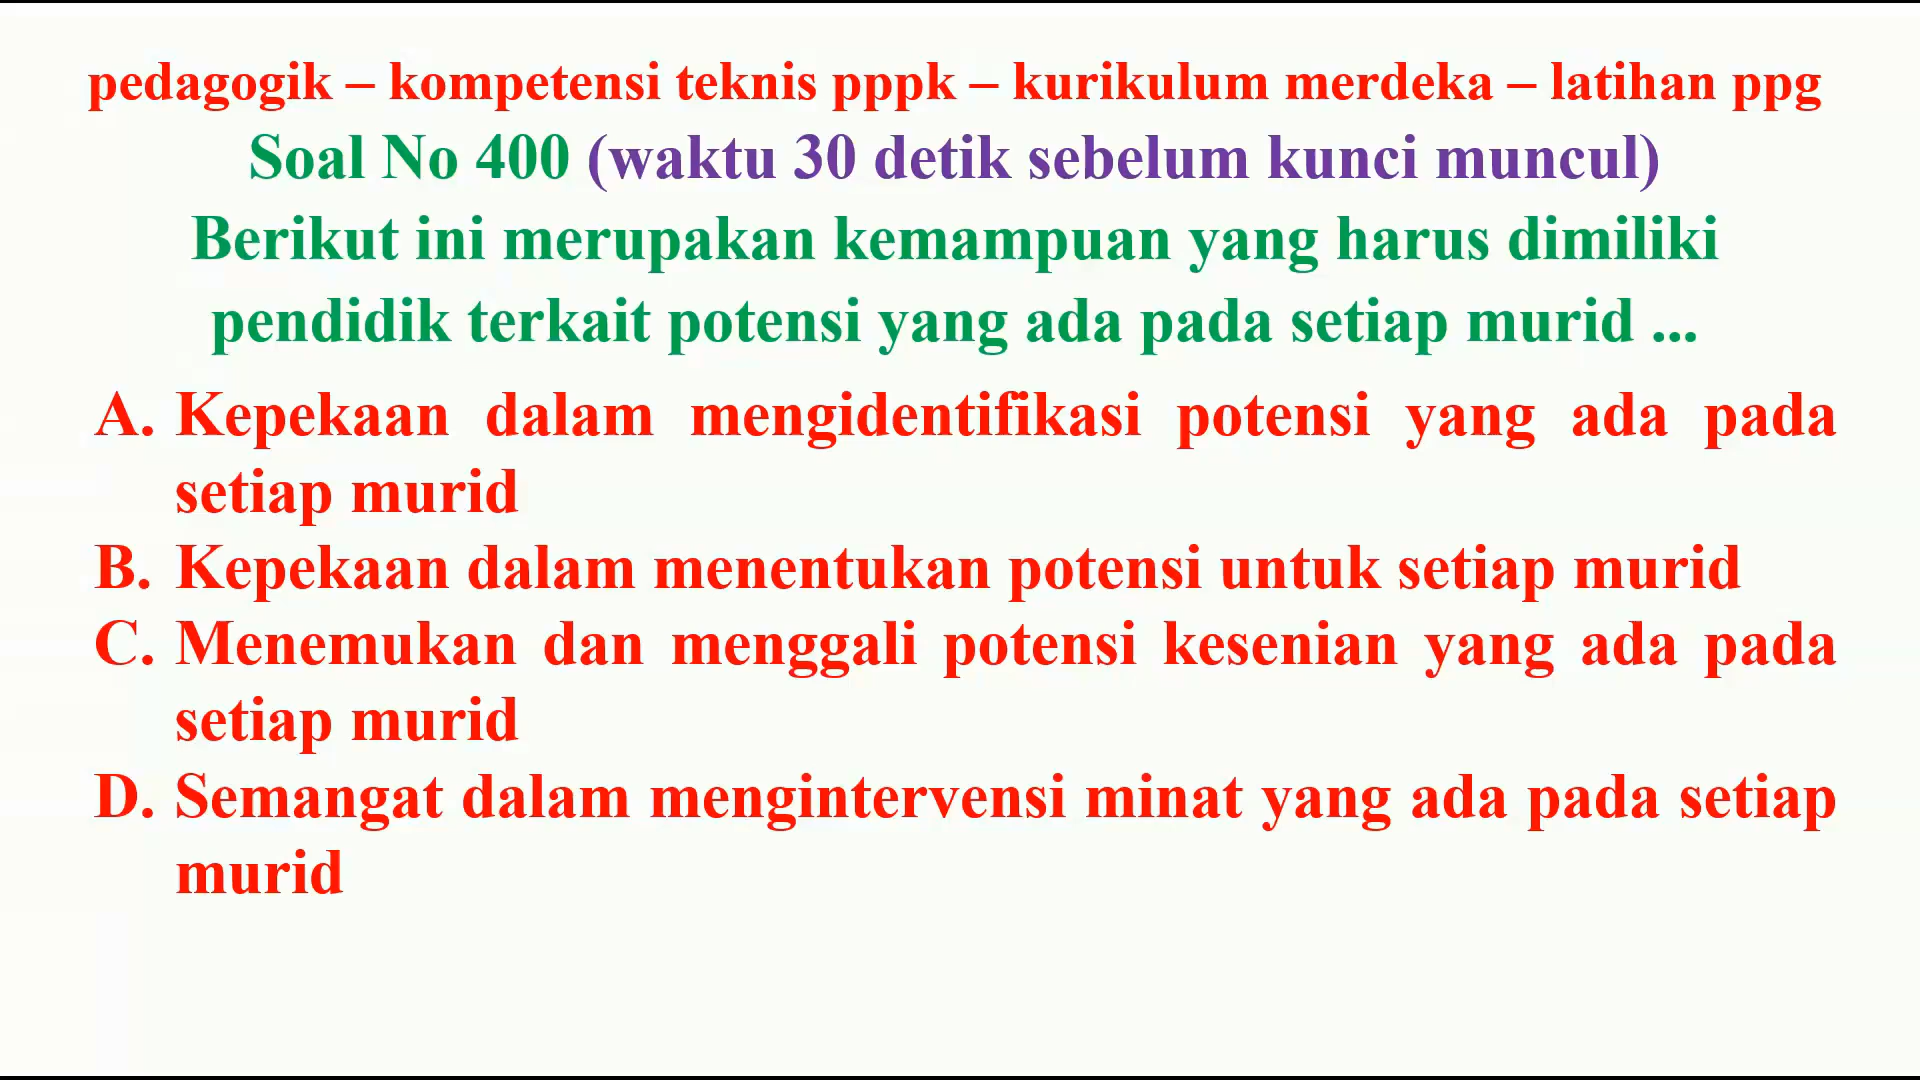 pedagogik – kompetensi teknis pppk – kurikulum merdeka – latihan ppg
Soal No 400 (waktu 30 detik sebelum kunci muncul)
Berikut ini merupakan kemampuan yang harus dimiliki
pendidik terkait potensi yang ada pada setiap murid ...
A. Kepekaan dalam mengidentifikasi potensi yang ada pada
setiap murid
B. Kepekaan dalam menentukan potensi untuk setiap murid
C. Menemukan dan menggali potensi kesenian yang ada pada
setiap murid
D. Semangat dalam mengintervensi minat yang ada pada setiap
murid